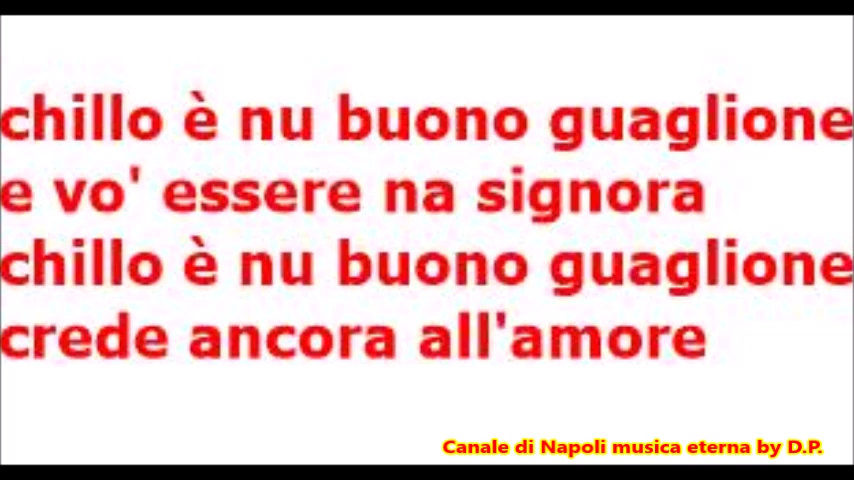 chillo è nu buono guaglione
e vo' essere na signora
chillo è nu buono guaglione
crede ancora all'amore
Canale di Napoli musica eterna by D.P.